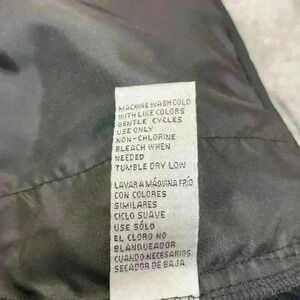 MACHINE WASH COLD
WITH LIKE COLORS
GENTLE CYCLES
USE ONLY
NON-CHLORINE
BLEACH WHEN
NEEDED
TUMBLE DRY LOW
LAVAR A MÁQUINA FRÍO
CON COLORES
SIMILARES
CICLO SUAVE
USE SÓLO
EL CLORO NO
BLANQUEADOR
CUANDO NECESARIOS
SECADOR DE BAJA